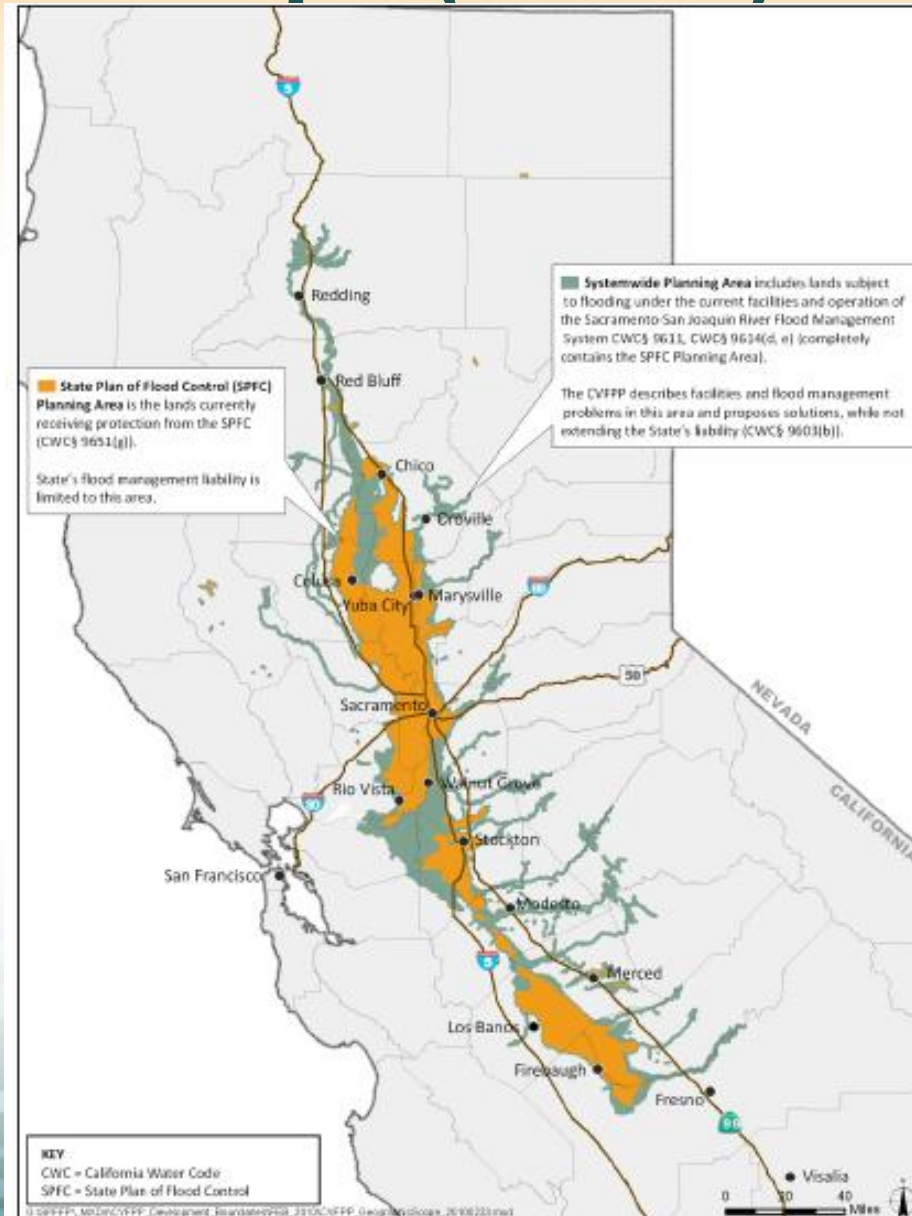 5
Redding
Systemwide Planning Area includes lands subject
to flooding under the current facilities and operation of
the Sacramento-San Joaquin River Flood Management
System CWC§ 9611, CWC§ 9614(d, e) (completely
contains the SPFC Planning Area).
The CVFPP describes facilities and flood management
problems in this area and proposes solutions, while not
extending the State's liability (CWC§ 9603(b)).
Red Bluff
State Plan of Flood Control (SPFC)
Planning Area is the lands currently
receiving protection from the SPFC
(CWC§ 9651(g)).
State's flood management liability is
limited to this area.
Chico
Oroville
Colusa
Marysville
Yuba City
80
50
Sacramento
NEVADA
CALIFORNIA
Rio Vista
Walnut Grove
80
Stockton
San Francisco
Modesto
5
Merced
Los Banos
Firebaugh
Fresno
99
KEY
CWC = California Water Code
SPFC = State Plan of Flood Control
Visalia
0 20 40
Miles